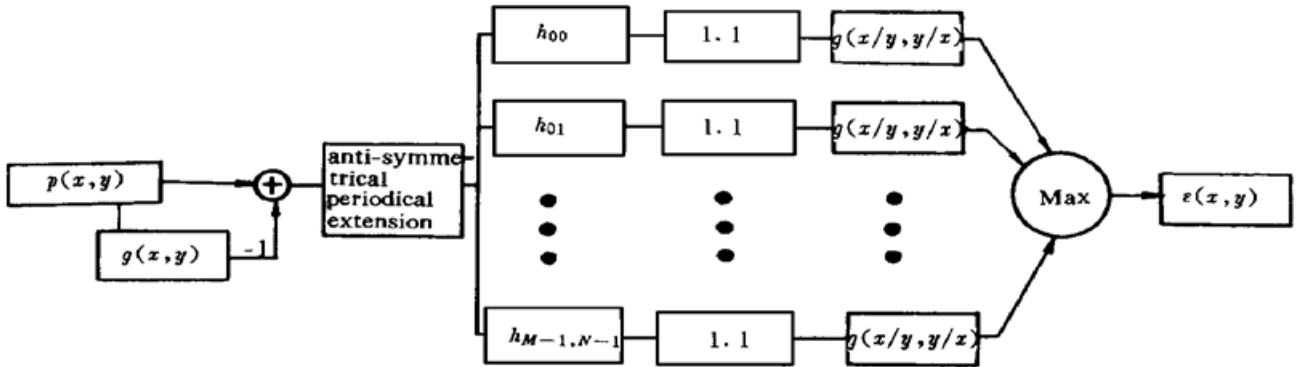 h00
1. 1
g(x/y, y/x)
h01
1. 1
g(x/y, y/x)
p(x, y)
g(x, y)
-1
+
anti-symme-
trical
periodical
extension
Max
ε(x, y)
hM-1,N-1
1. 1
g(x/y, y/x)